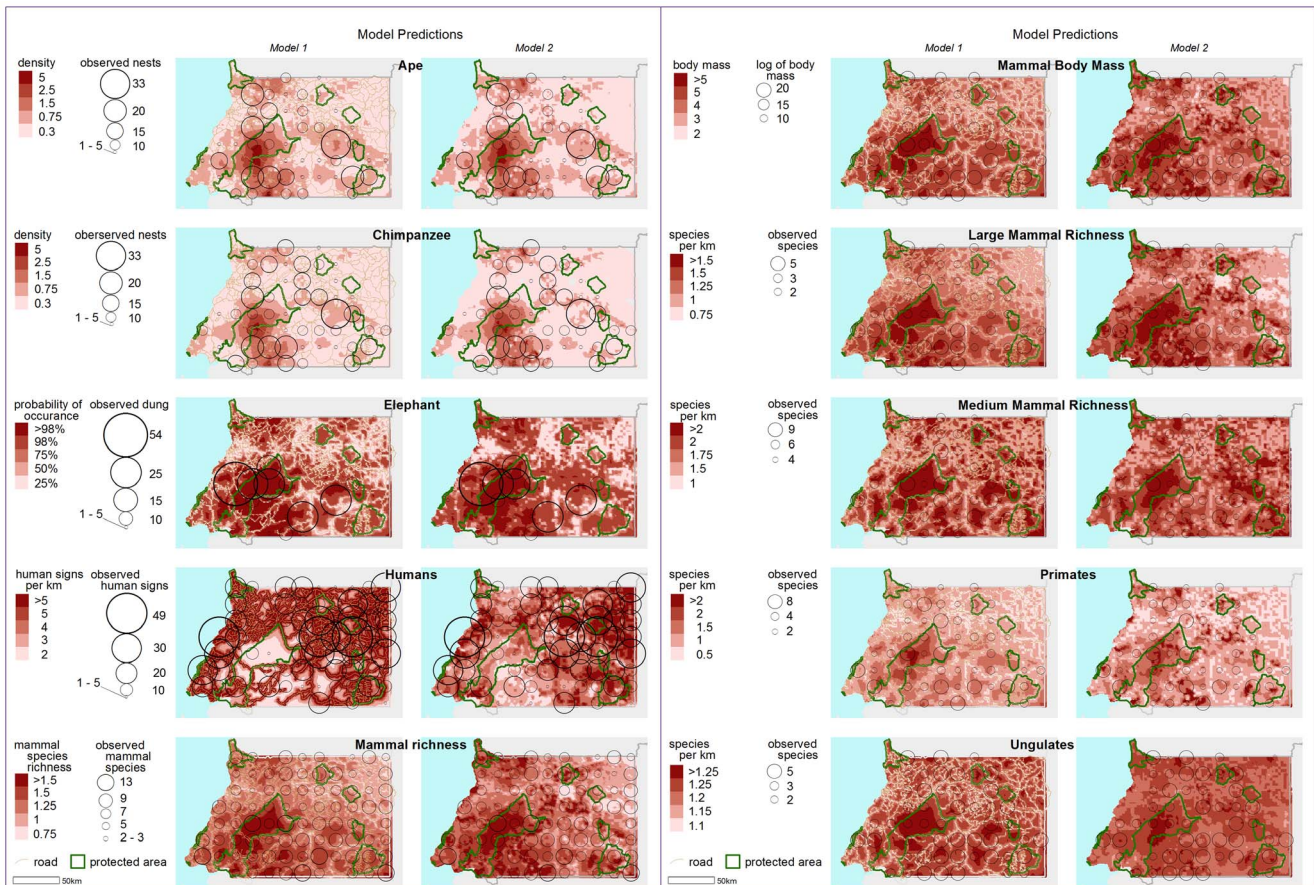 Model Predictions
Model 1
Model 2
Ape
density
5
2.5
1.5
0.75
0.3
observed nests
33
20
15
10
1 - 5
Chimpanzee
density
5
2.5
1.5
0.75
0.3
oberserved nests
33
20
15
10
1 - 5
Elephant
probability of
occurance
>98%
98%
75%
50%
25%
observed dung
54
25
15
10
1 - 5
Humans
human signs
per km
>5
5
4
3
2
observed
human signs
49
30
20
10
1 - 5
Mammal richness
mammal
species
richness
>1.5
1.5
1.25
1
0.75
observed
mammal
species
13
9
7
5
2 - 3
road
protected area
50km
Model Predictions
Model 1
Model 2
Mammal Body Mass
body mass
>5
5
4
3
2
log of body
mass
20
15
10
Large Mammal Richness
species
per km
>1.5
1.5
1.25
1
0.75
observed
species
5
3
2
Medium Mammal Richness
species
per km
>2
2
1.75
1.5
1
observed
species
9
6
4
Primates
species
per km
>2
2
1.5
1
0.5
observed
species
8
4
2
Ungulates
species
per km
>1.25
1.25
1.2
1.15
1.1
observed
species
5
3
2
road
protected area
50km